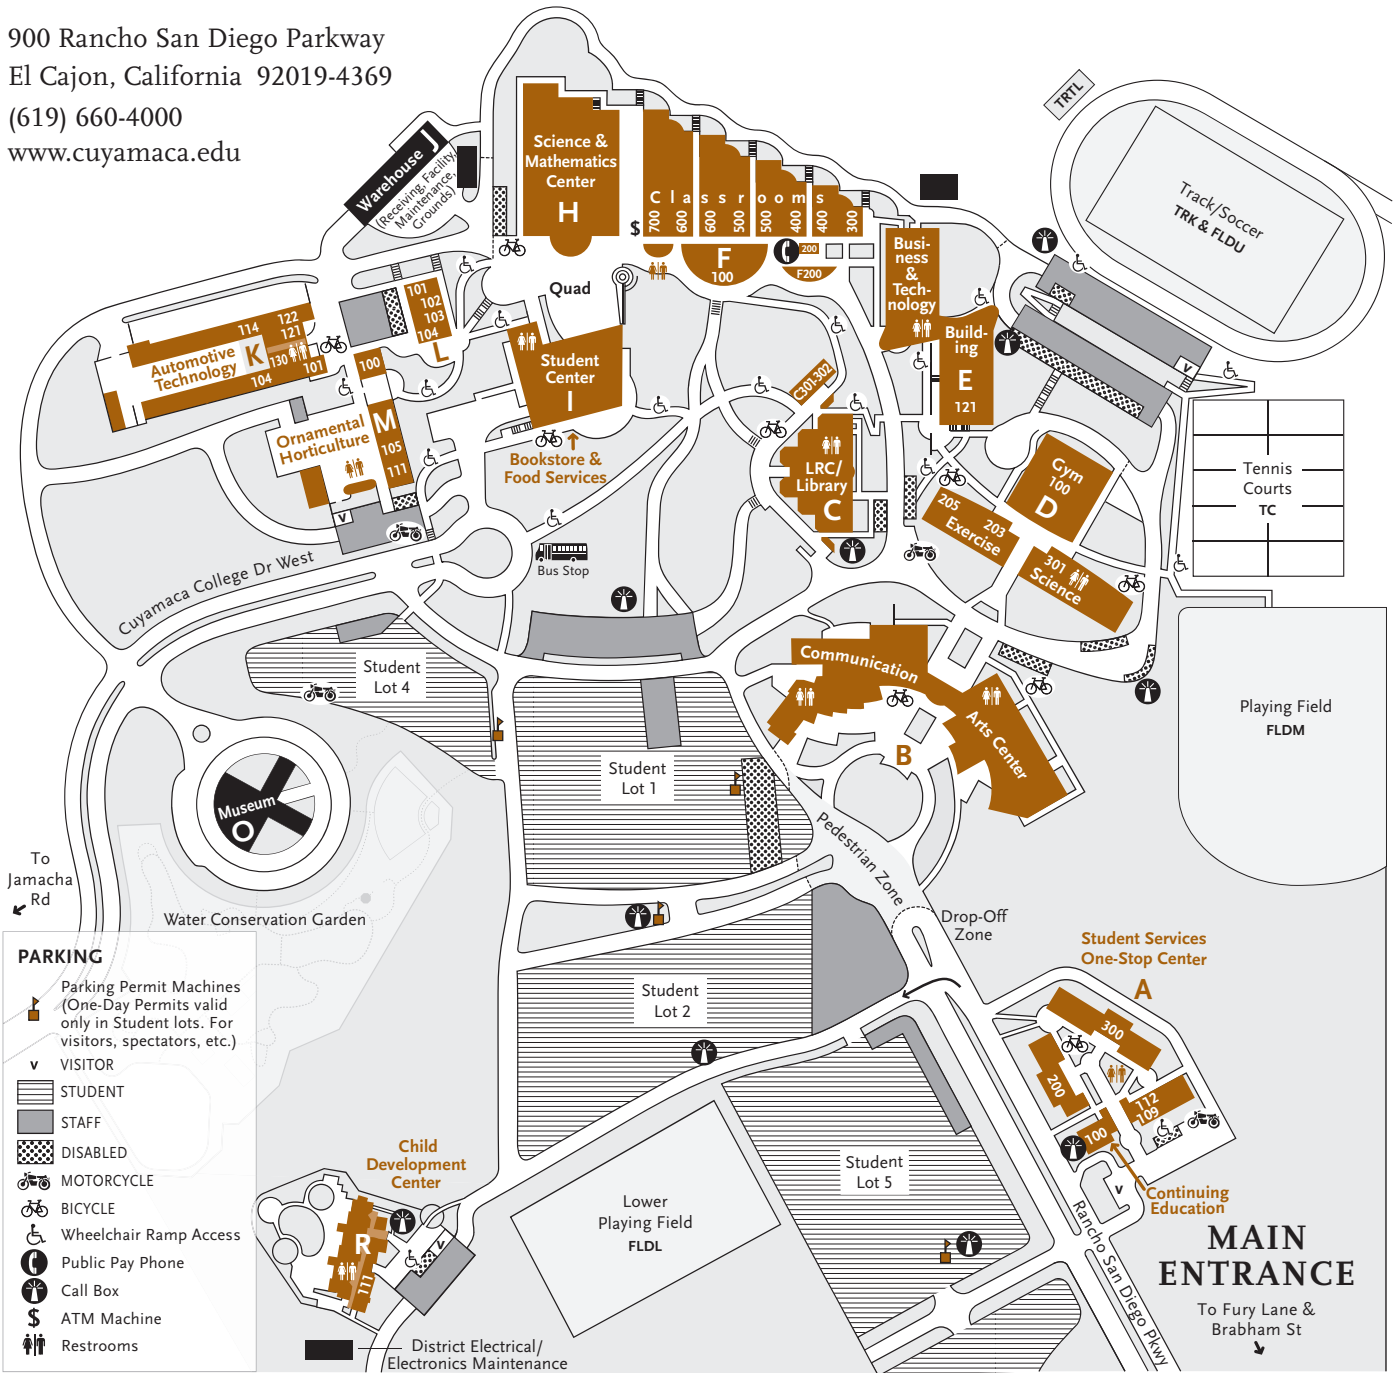 900 Rancho San Diego Parkway
El Cajon, California 92019-4369
(619) 660-4000
www.cuyamaca.edu
TRTL
Track/Soccer
TRK & FLDU
Warehouse J
(Receiving, Facility,
Maintenance,
Grounds)
Science &
Mathematics
Center
H
Classrooms
700
600
600
500
500
400
400
300
$
F
100
200
F200
Busi-
ness
&
Tech-
nology
Build-
ing
E
121
Quad
101
102
103
104
L
114
122
121
Automotive
Technology
K
130
101
104
100
Ornamental
Horticulture
M
105
111
v
Student
Center
I
Bookstore &
Food Services
C301-302
LRC/
Library
C
v
Tennis
Courts
TC
Gym
100
D
205
203
Exercise
301
Science
Bus Stop
Cuyamaca College Dr West
Student
Lot 4
Communication
Arts Center
B
Playing Field
FLDM
Student
Lot 1
Museum
O
Pedestrian Zone
To
Jamacha
Rd
Water Conservation Garden
Drop-Off
Zone
Student Services
One-Stop Center
A
300
200
112
109
100
v
Continuing
Education
Student
Lot 2
PARKING
Parking Permit Machines
(One-Day Permits valid
only in Student lots. For
visitors, spectators, etc.)
v VISITOR
STUDENT
STAFF
DISABLED
MOTORCYCLE
BICYCLE
Wheelchair Ramp Access
Public Pay Phone
Call Box
$ ATM Machine
Restrooms
Child
Development
Center
R
111
v
Lower
Playing Field
FLDL
Student
Lot 5
Rancho San Diego Pkwy
MAIN
ENTRANCE
To Fury Lane &
Brabham St
District Electrical/
Electronics Maintenance